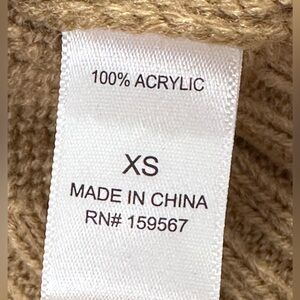 100% ACRYLIC
XS
MADE IN CHINA
RN# 159567